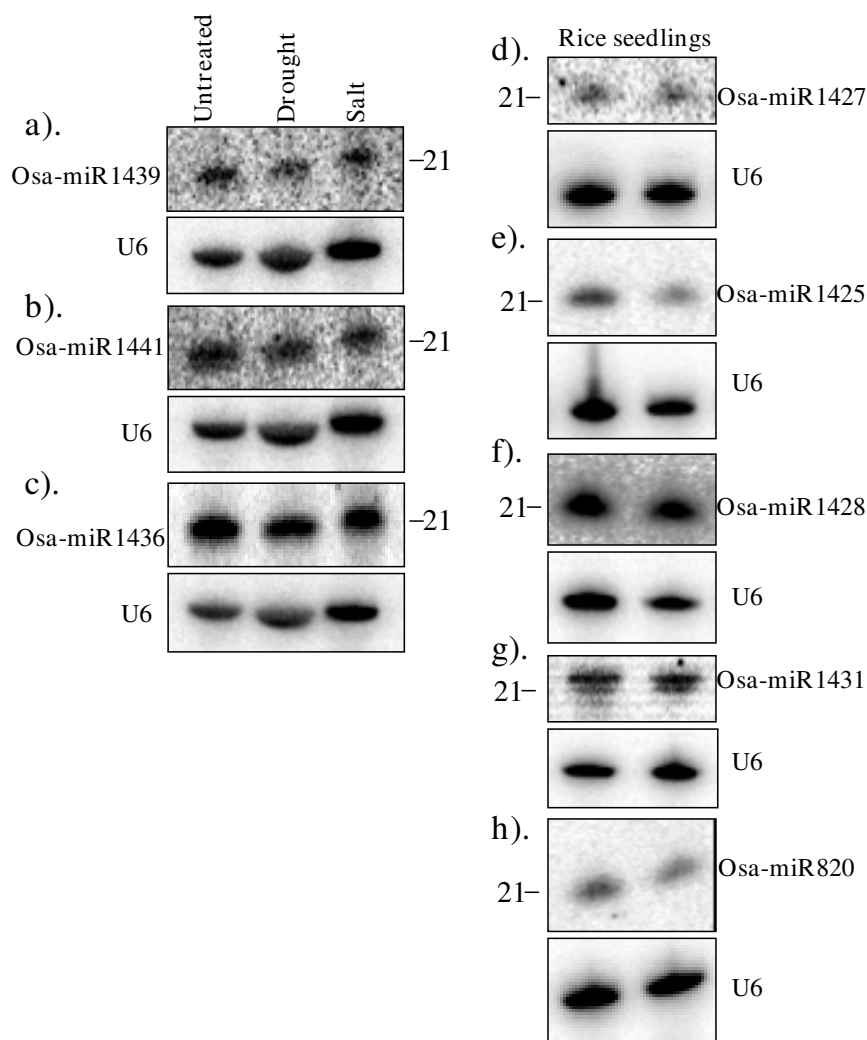 Untreated
Drought
Salt
a).
Osa-miR1439
–21
U6
b).
Osa-miR1441
–21
U6
c).
Osa-miR1436
–21
U6
Rice seedlings
d).
21–
Osa-miR1427
U6
e).
21–
Osa-miR1425
U6
f).
21–
Osa-miR1428
U6
g).
21–
Osa-miR1431
U6
h).
21–
Osa-miR820
U6